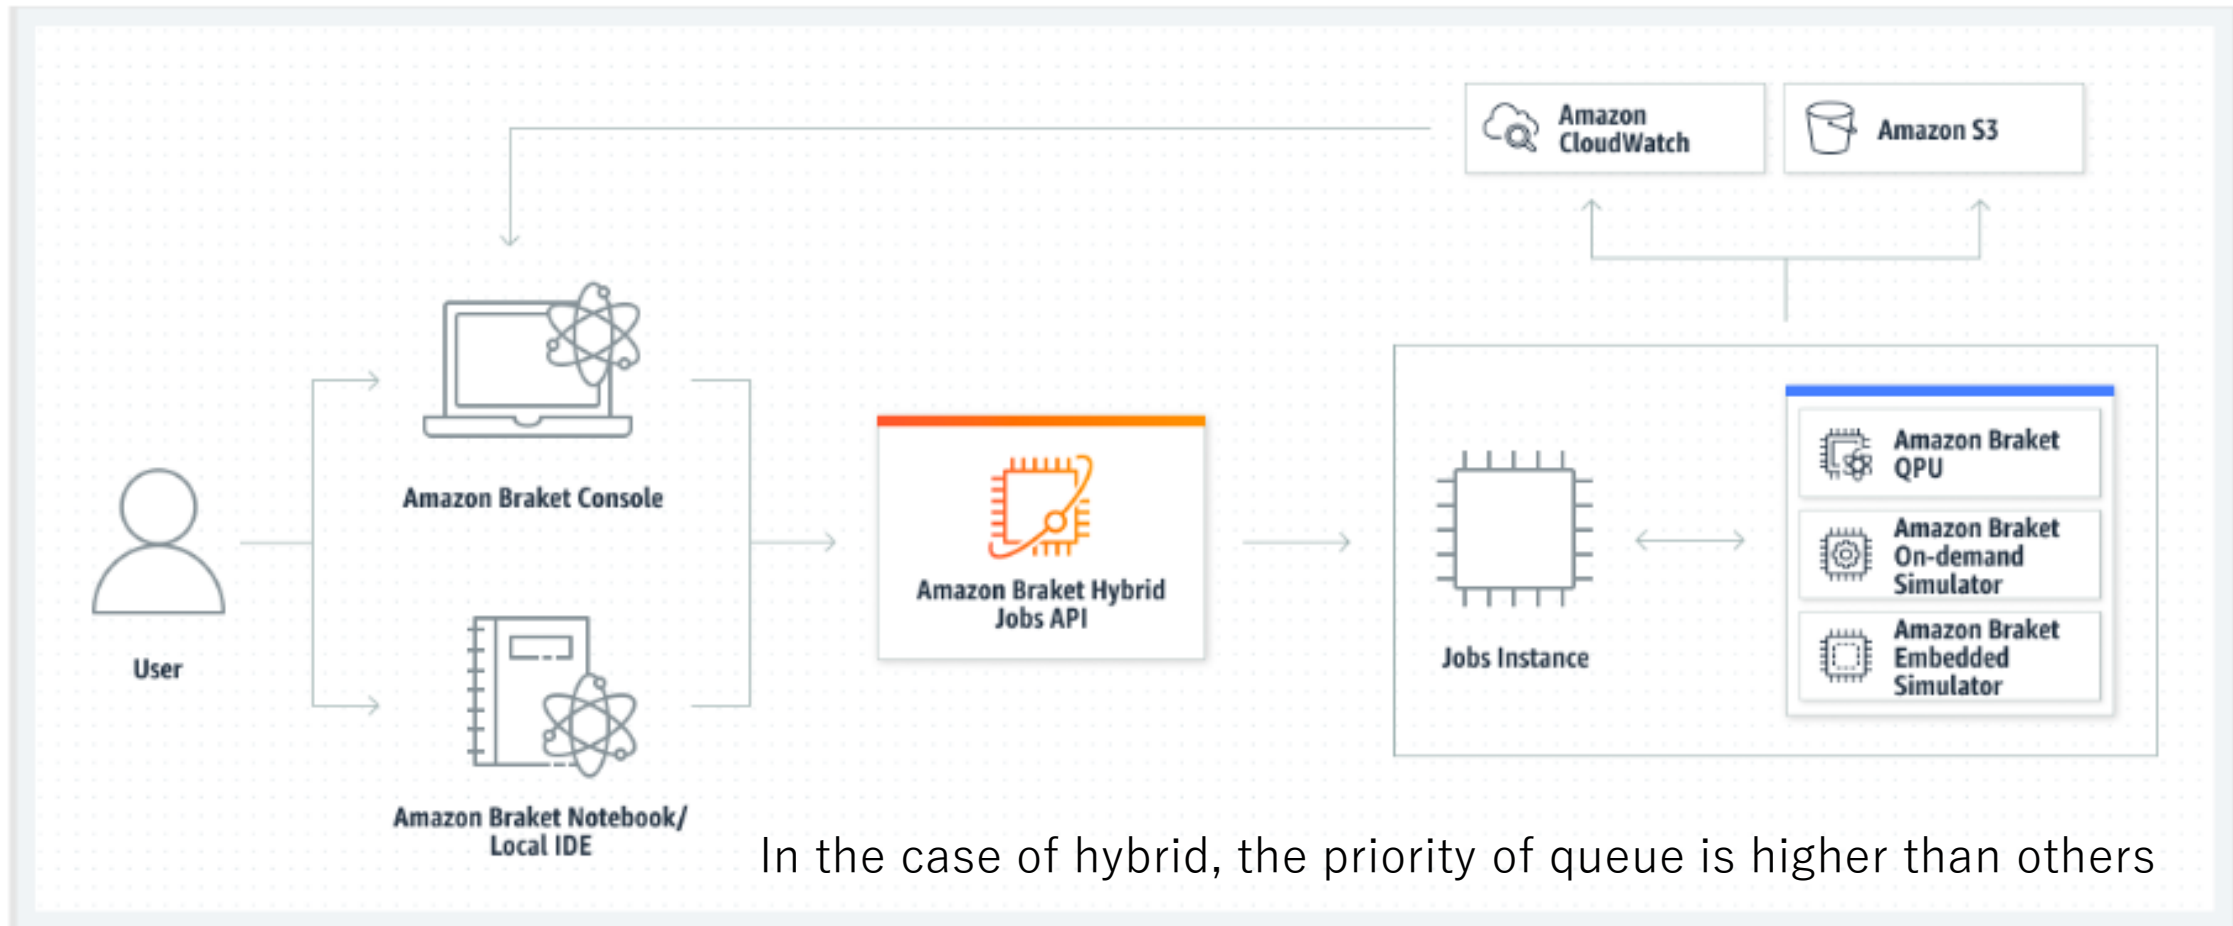 Amazon
CloudWatch
Amazon S3
Amazon Braket Console
User
Amazon Braket Notebook/
Local IDE
Amazon Braket Hybrid
Jobs API
Jobs Instance
Amazon Braket
QPU
Amazon Braket
On-demand
Simulator
Amazon Braket
Embedded
Simulator
In the case of hybrid, the priority of queue is higher than others